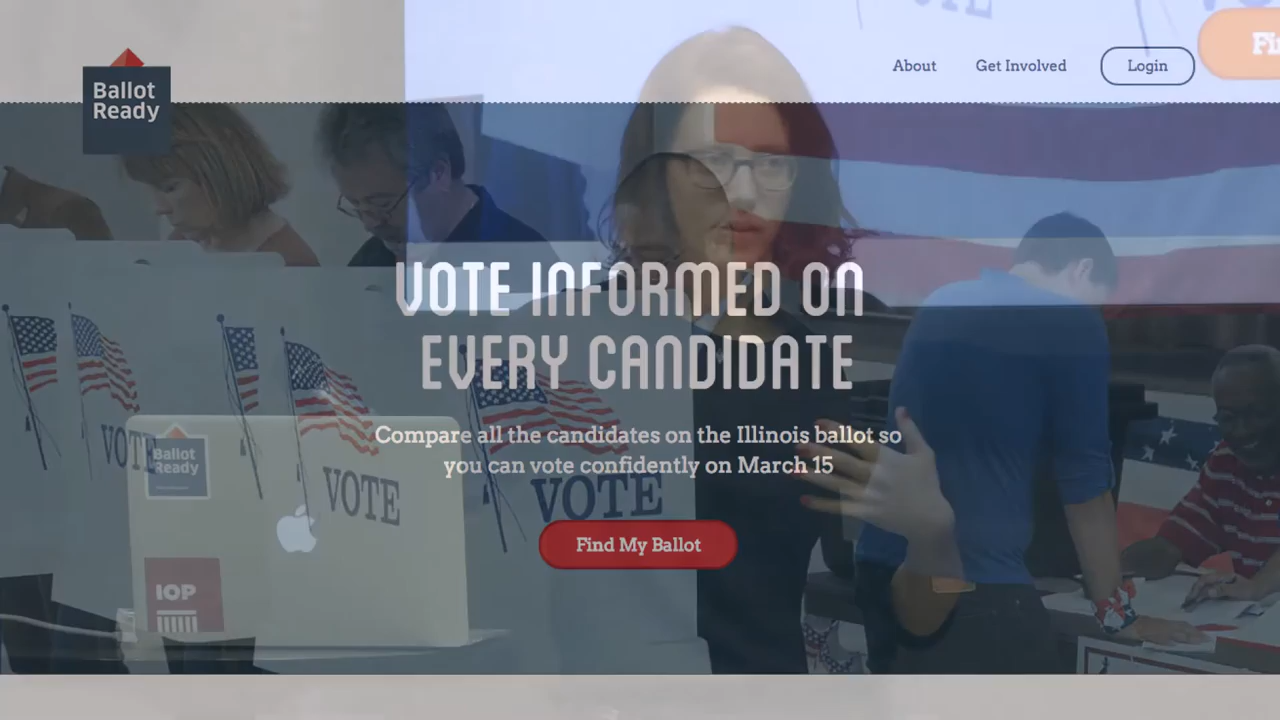 Ballot
Ready
About
Get Involved
Login
VOTE INFORMED ON
EVERY CANDIDATE
Compare all the candidates on the Illinois ballot so
you can vote confidently on March 15
Find My Ballot
VOTE
VOTE
VOTE
Ballot
Ready
IOP